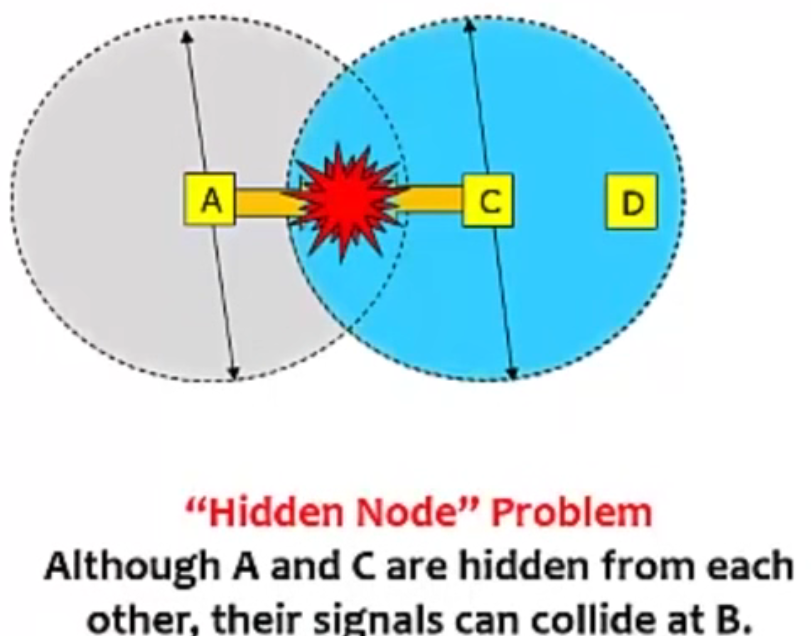 A C D
“Hidden Node” Problem
Although A and C are hidden from each
other, their signals can collide at B.